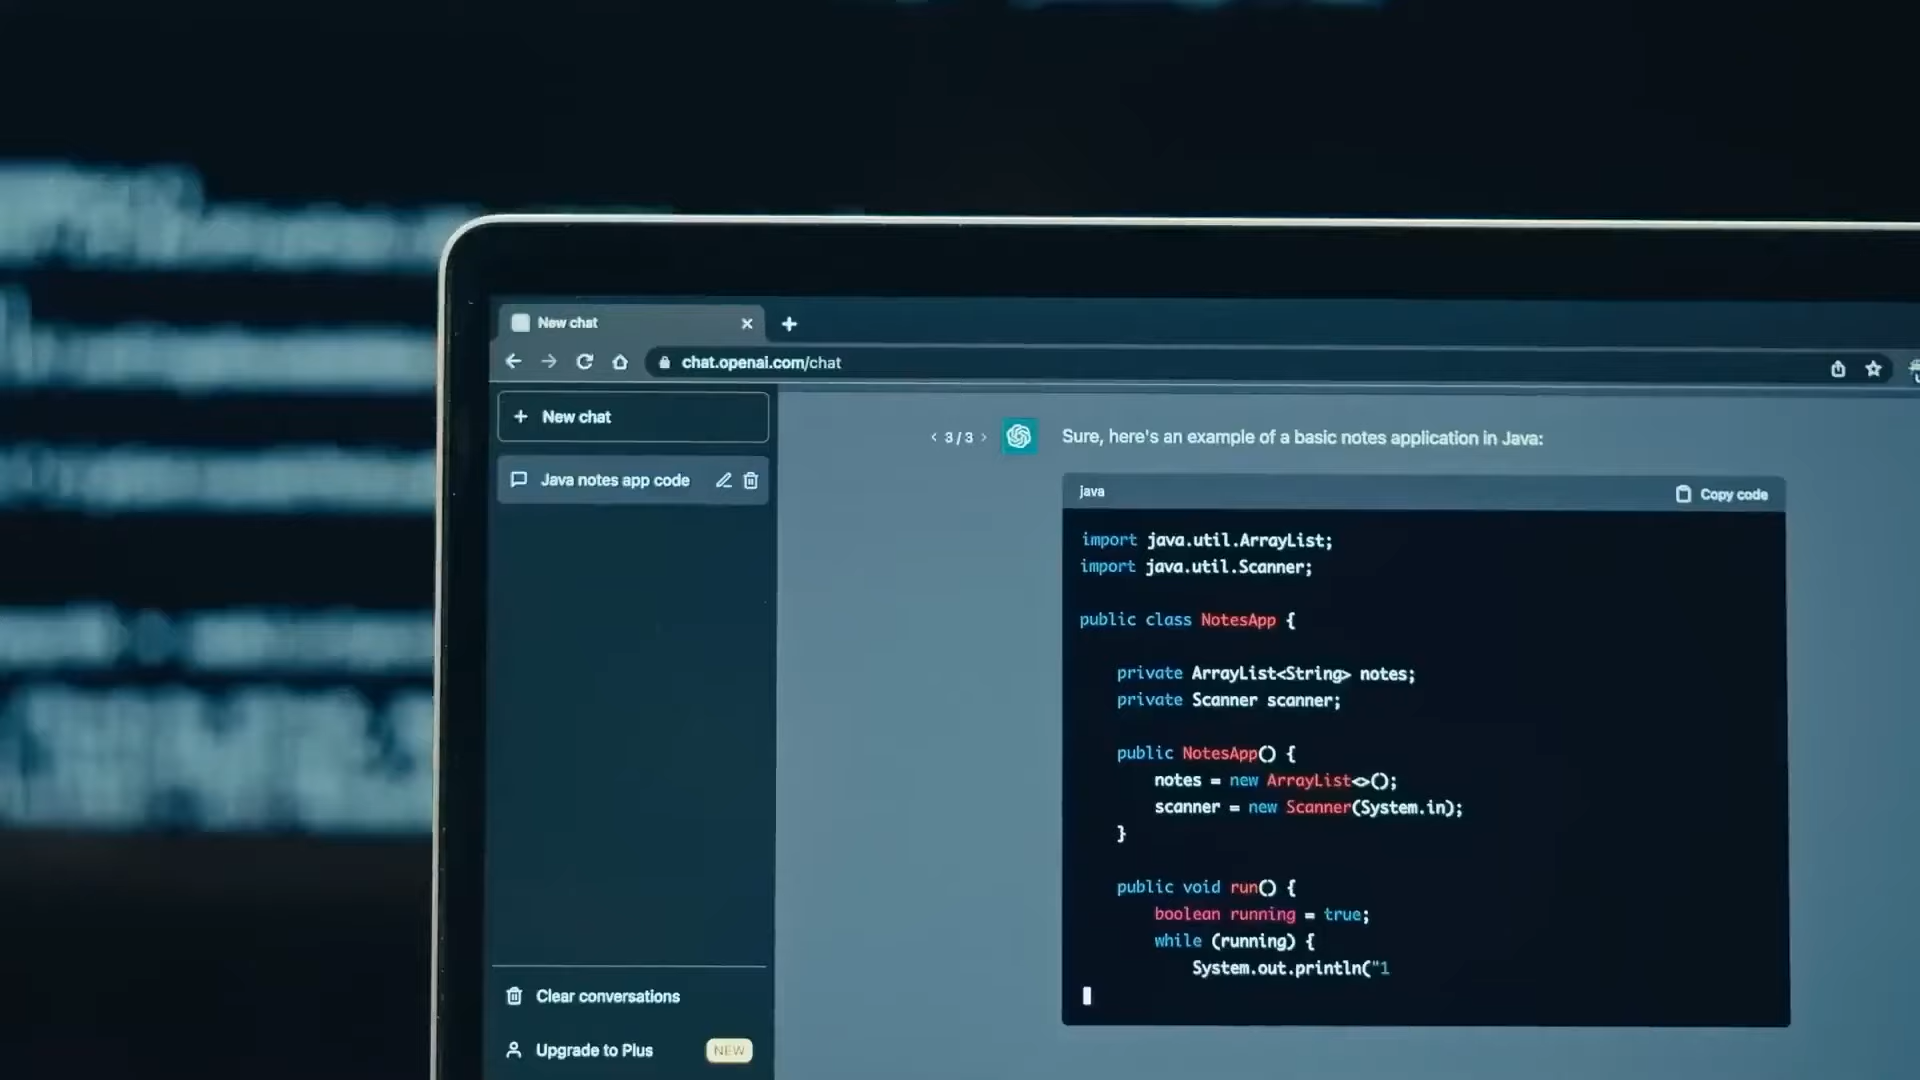 New chat
chat.openai.com/chat
New chat
Java notes app code
Clear conversations
Upgrade to Plus NEW
< 3 / 3 >
Sure, here's an example of a basic notes application in Java:
java Copy code
import java.util.ArrayList;
import java.util.Scanner;
public class NotesApp {
private ArrayList<String> notes;
private Scanner scanner;
public NotesApp() {
notes = new ArrayList<>();
scanner = new Scanner(System.in);
}
public void run() {
boolean running = true;
while (running) {
System.out.println("1